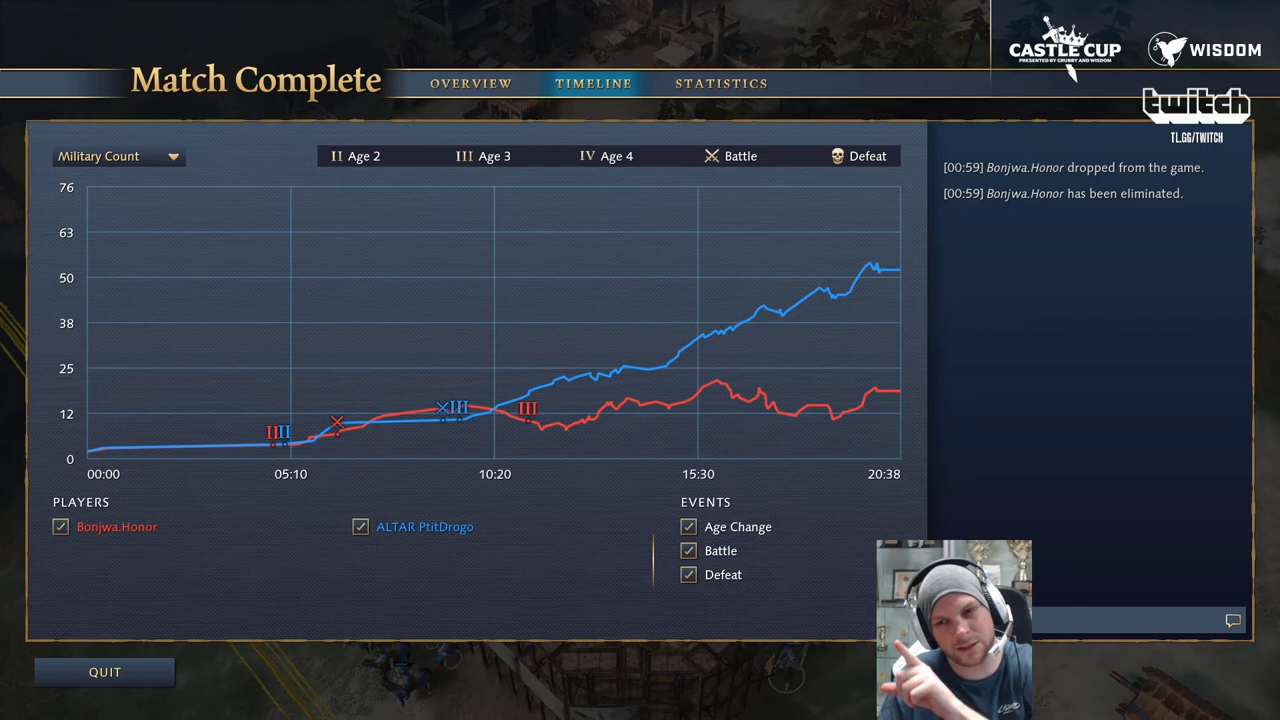 CASTLE CUP
PRESENTED BY GRUBBY AND WISDOM
WISDOM
Match Complete
OVERVIEW
TIMELINE
STATISTICS
twitch
TL.GG/TWITCH
Military Count
II Age 2
III Age 3
IV Age 4
Battle
Defeat
76
63
50
38
25
12
0
II
II
III
III
00:00
05:10
10:20
15:30
20:38
[00:59] Bonjwa.Honor dropped from the game.
[00:59] Bonjwa.Honor has been eliminated.
PLAYERS
Bonjwa.Honor
ALTAR PtitDrogo
EVENTS
Age Change
Battle
Defeat
QUIT